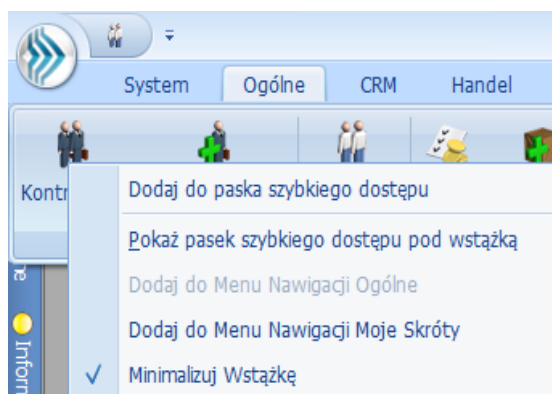 System Ogólne CRM Handel
Kontr
Dodaj do paska szybkiego dostępu
Pokaż pasek szybkiego dostępu pod wstążką
Dodaj do Menu Nawigacji Ogólne
Dodaj do Menu Nawigacji Moje Skróty
Minimalizuj Wstążkę
Inform